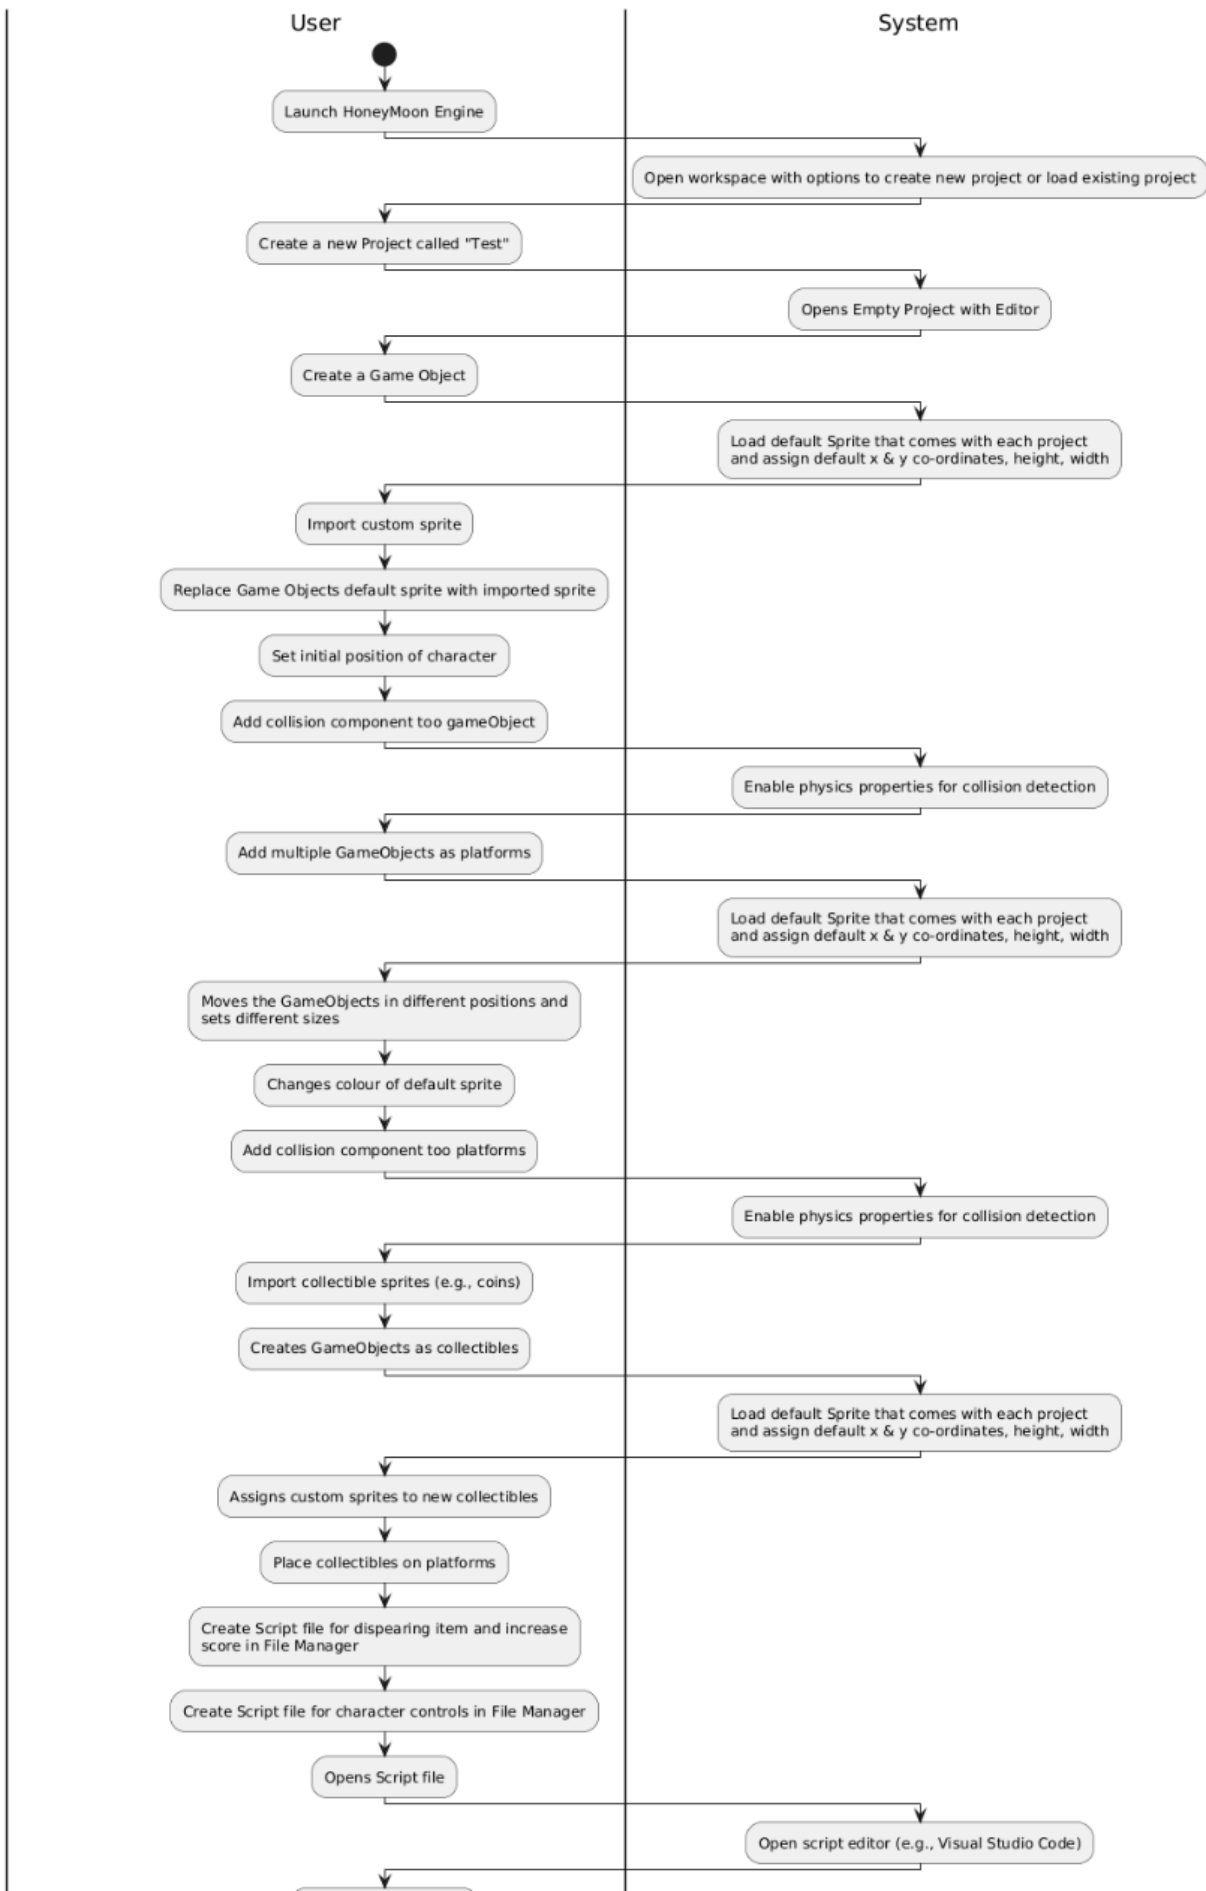 User
System
Launch HoneyMoon Engine
Open workspace with options to create new project or load existing project
Create a new Project called "Test"
Opens Empty Project with Editor
Create a Game Object
Load default Sprite that comes with each project
and assign default x & y co-ordinates, height, width
Import custom sprite
Replace Game Objects default sprite with imported sprite
Set initial position of character
Add collision component too gameObject
Enable physics properties for collision detection
Add multiple GameObjects as platforms
Load default Sprite that comes with each project
and assign default x & y co-ordinates, height, width
Moves the GameObjects in different positions and
sets different sizes
Changes colour of default sprite
Add collision component too platforms
Enable physics properties for collision detection
Import collectible sprites (e.g., coins)
Creates GameObjects as collectibles
Load default Sprite that comes with each project
and assign default x & y co-ordinates, height, width
Assigns custom sprites to new collectibles
Place collectibles on platforms
Create Script file for dispearing item and increase
score in File Manager
Create Script file for character controls in File Manager
Opens Script file
Open script editor (e.g., Visual Studio Code)